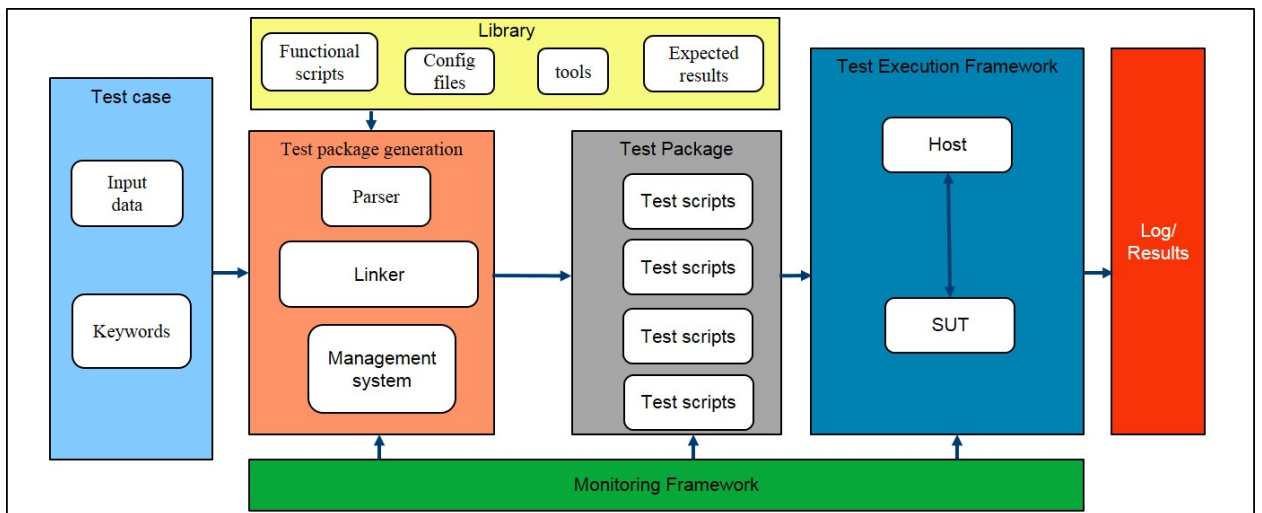 Test case
Input
data
Keywords
Library
Functional
scripts
Config
files
tools
Expected
results
Test package generation
Parser
Linker
Management
system
Test Package
Test scripts
Test scripts
Test scripts
Test scripts
Test Execution Framework
Host
SUT
Log/
Results
Monitoring Framework